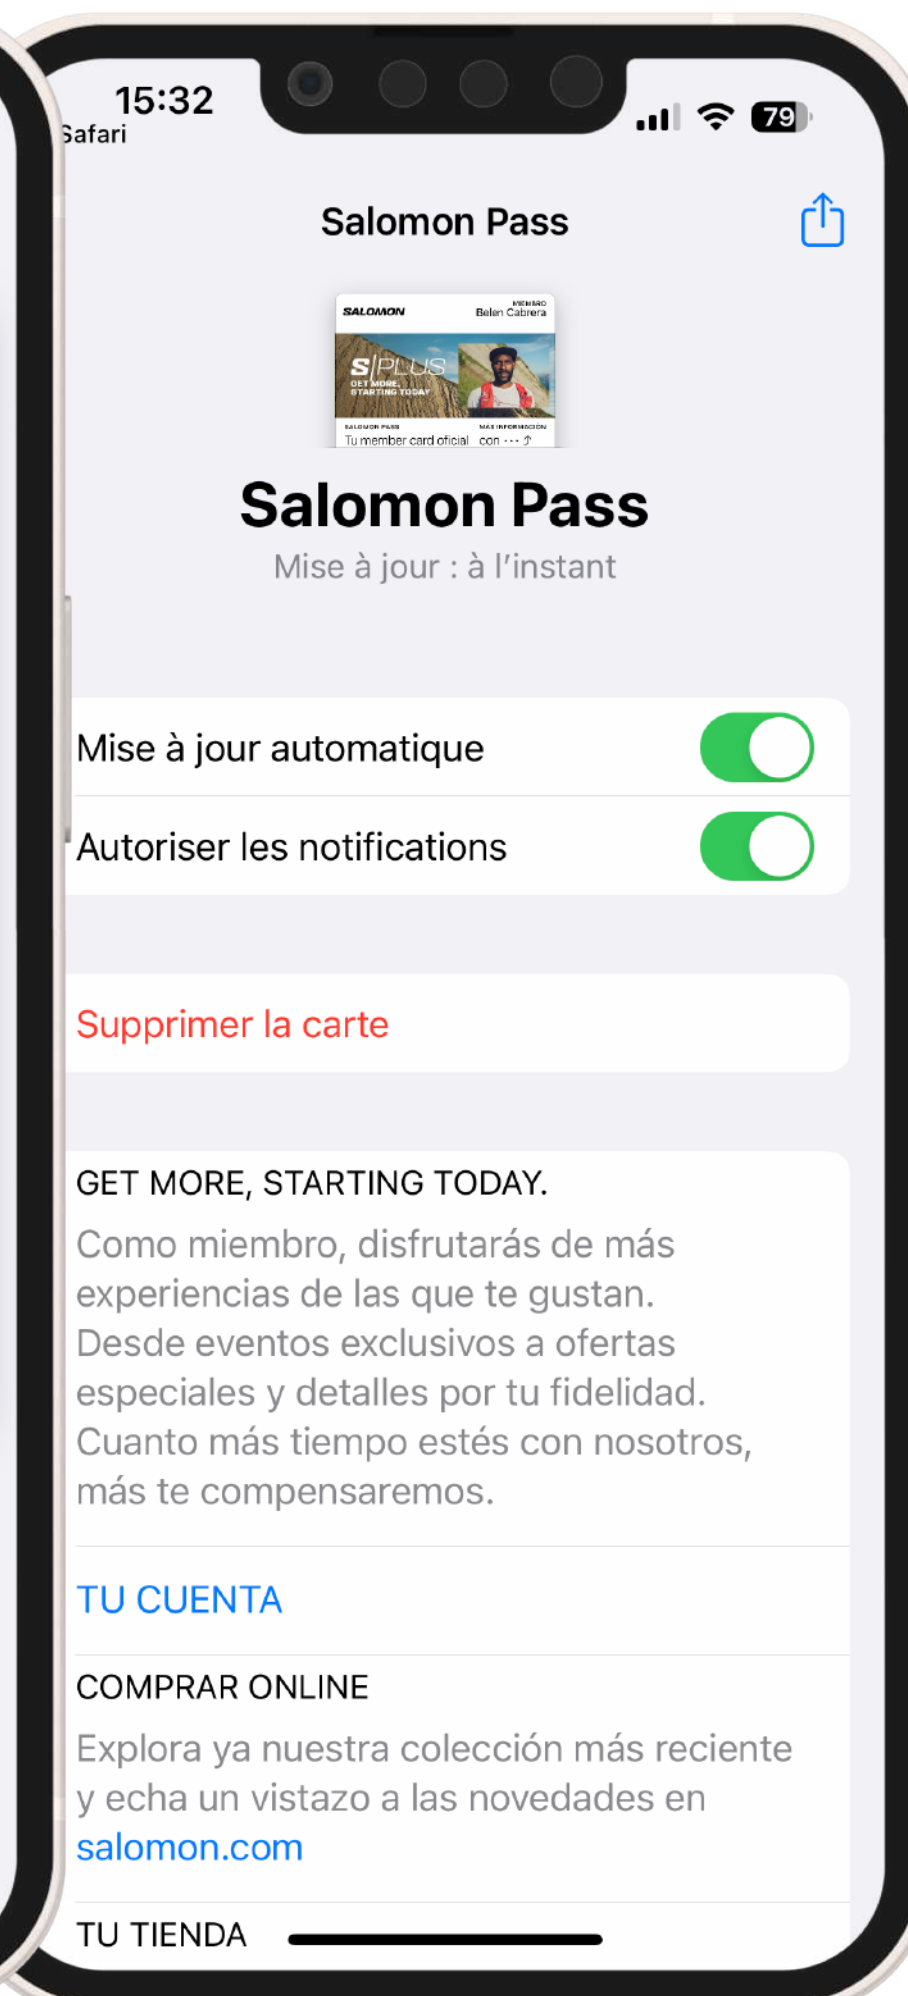 15:32
Safari
79
Salomon Pass
SALOMON
MIEMBRO
Belen Cabrera
S/PLUS
GET MORE,
STARTING TODAY
SALOMON PASS
MÁS INFORMACIÓN
Tu member card oficial
con ···
Salomon Pass
Mise à jour : à l’instant
Mise à jour automatique
Autoriser les notifications
Supprimer la carte
GET MORE, STARTING TODAY.
Como miembro, disfrutarás de más
experiencias de las que te gustan.
Desde eventos exclusivos a ofertas
especiales y detalles por tu fidelidad.
Cuanto más tiempo estés con nosotros,
más te compensaremos.
TU CUENTA
COMPRAR ONLINE
Explora ya nuestra colección más reciente
y echa un vistazo a las novedades en
salomon.com
TU TIENDA